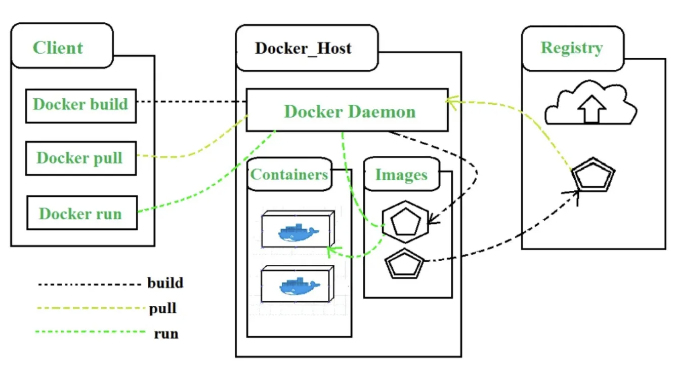 Client
Docker_Host
Registry
Docker build
Docker Daemon
Docker pull
Containers
Images
Docker run
build
pull
run